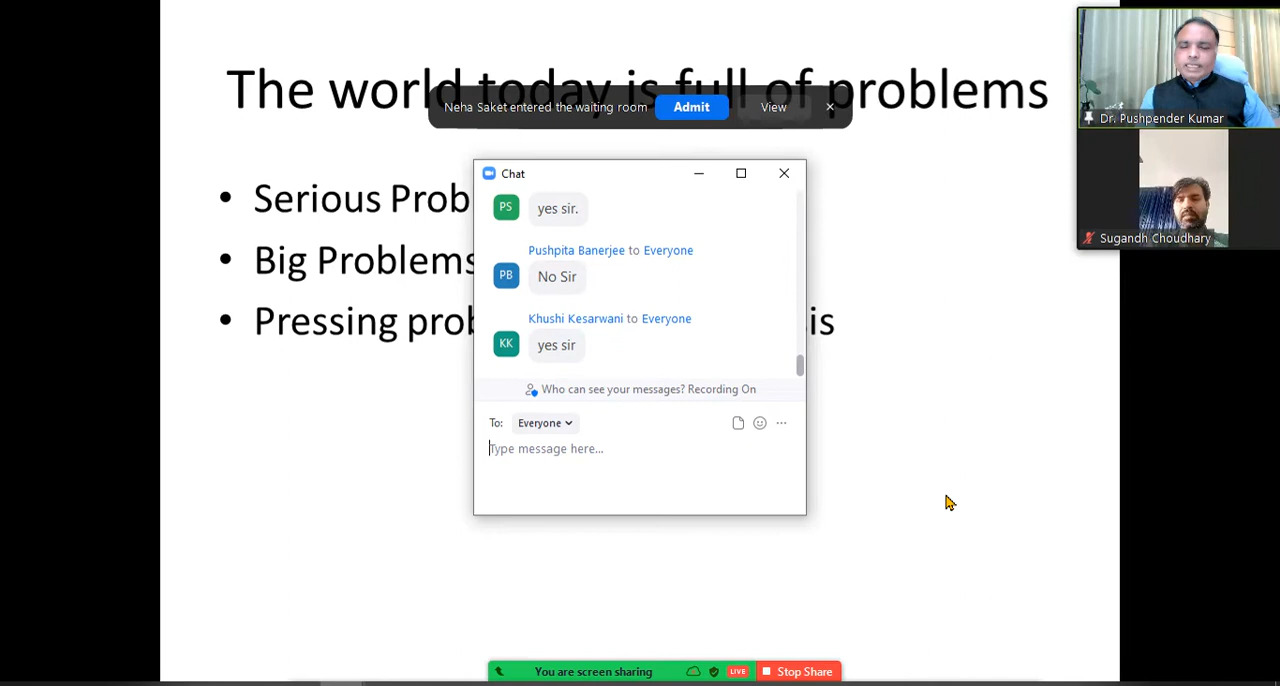 The world today is full of problems
Neha Saket entered the waiting room
Admit
View
Dr. Pushpender Kumar
Sugandh Choudhary
Serious Prob
Big Problems
Pressing prob
is
Chat
PS
yes sir.
Pushpita Banerjee to Everyone
PB
No Sir
Khushi Kesarwani to Everyone
KK
yes sir
Who can see your messages? Recording On
To: Everyone
Type message here...
You are screen sharing
LIVE
Stop Share